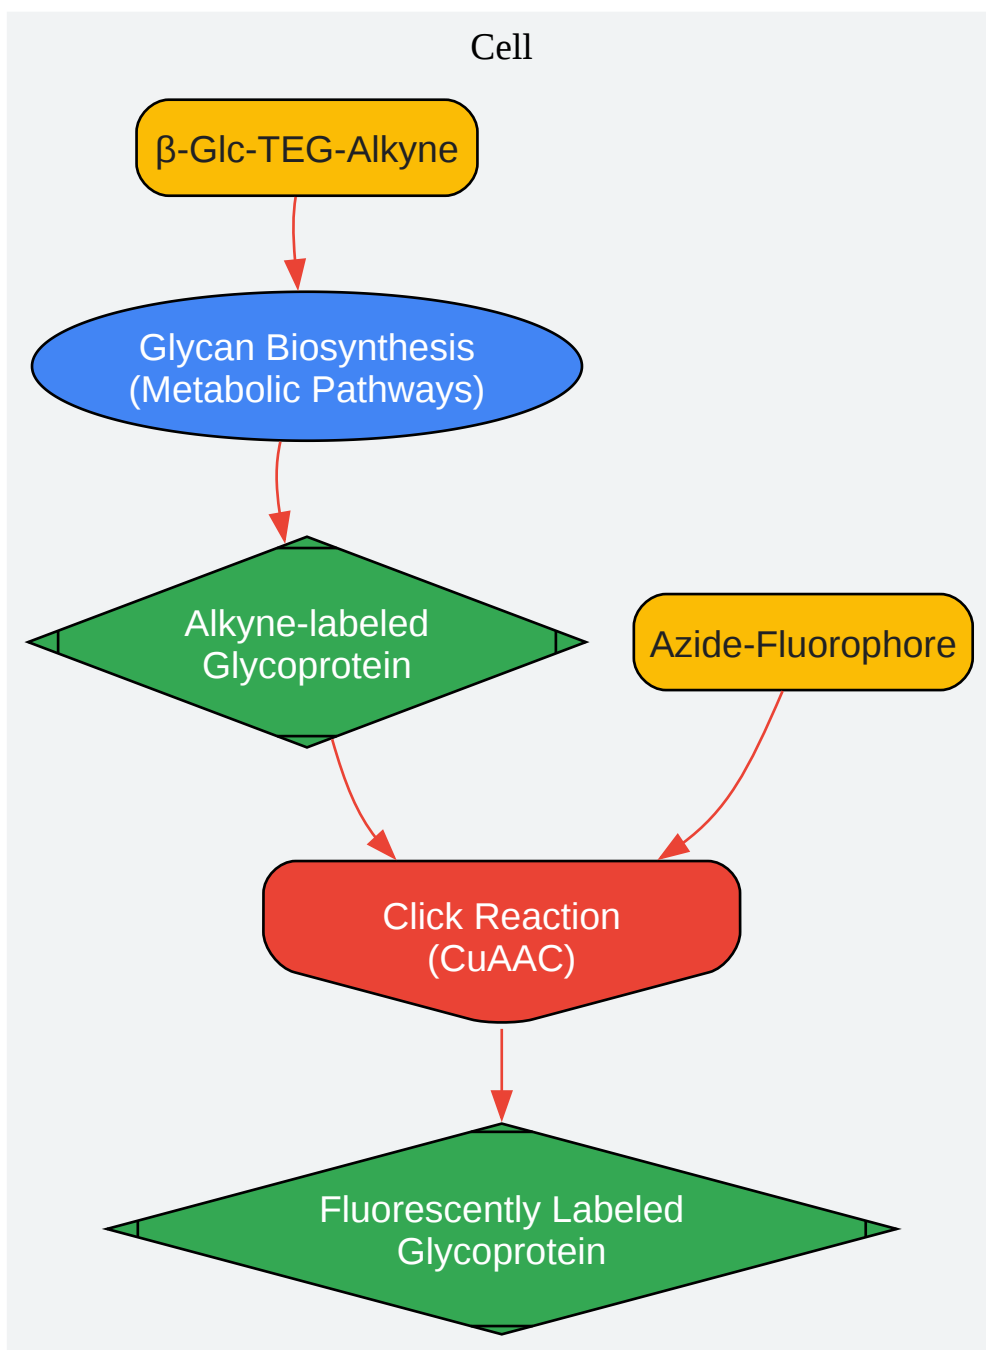 Cell
β-Glc-TEG-Alkyne
Glycan Biosynthesis
(Metabolic Pathways)
Alkyne-labeled
Glycoprotein
Azide-Fluorophore
Click Reaction
(CuAAC)
Fluorescently Labeled
Glycoprotein